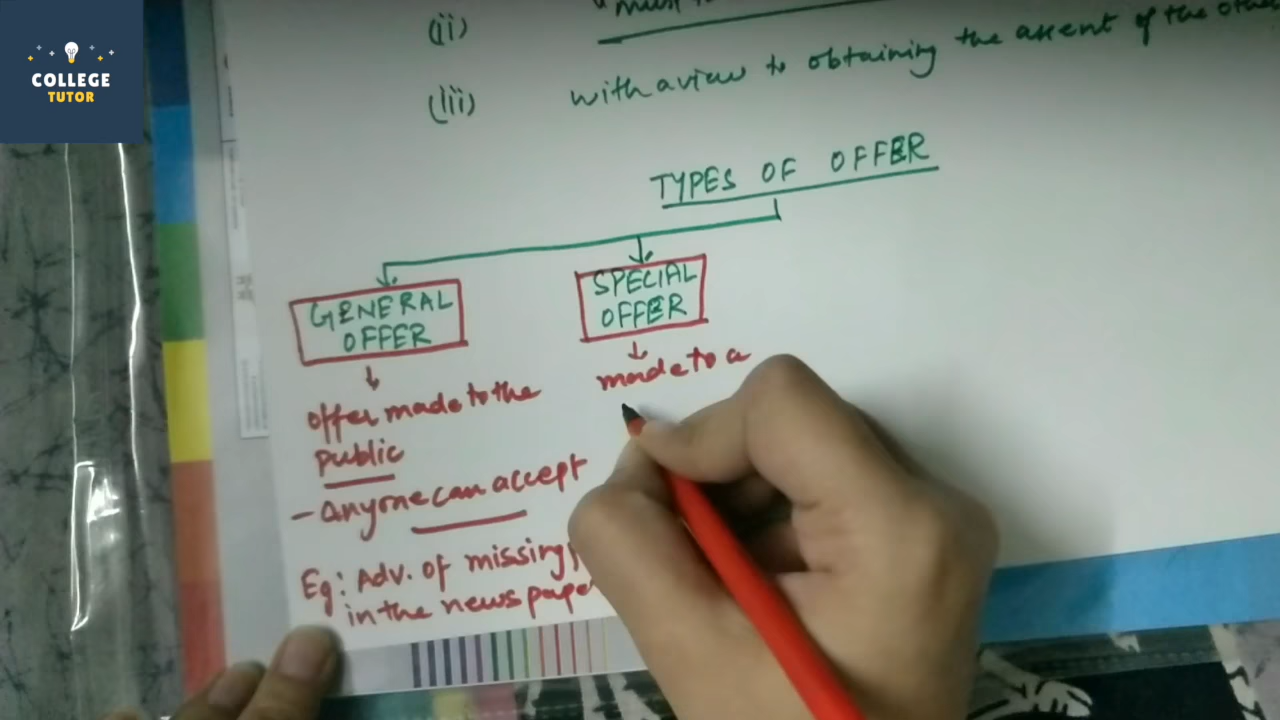 COLLEGE
TUTOR
(ii) "must
(iii) with a view to obtaining the assent of the
TYPES OF OFFER
GENERAL
OFFER
offer made to the
public
- anyone can accept
Eg: Adv. of missing
in the news
SPECIAL
OFFER
made to a